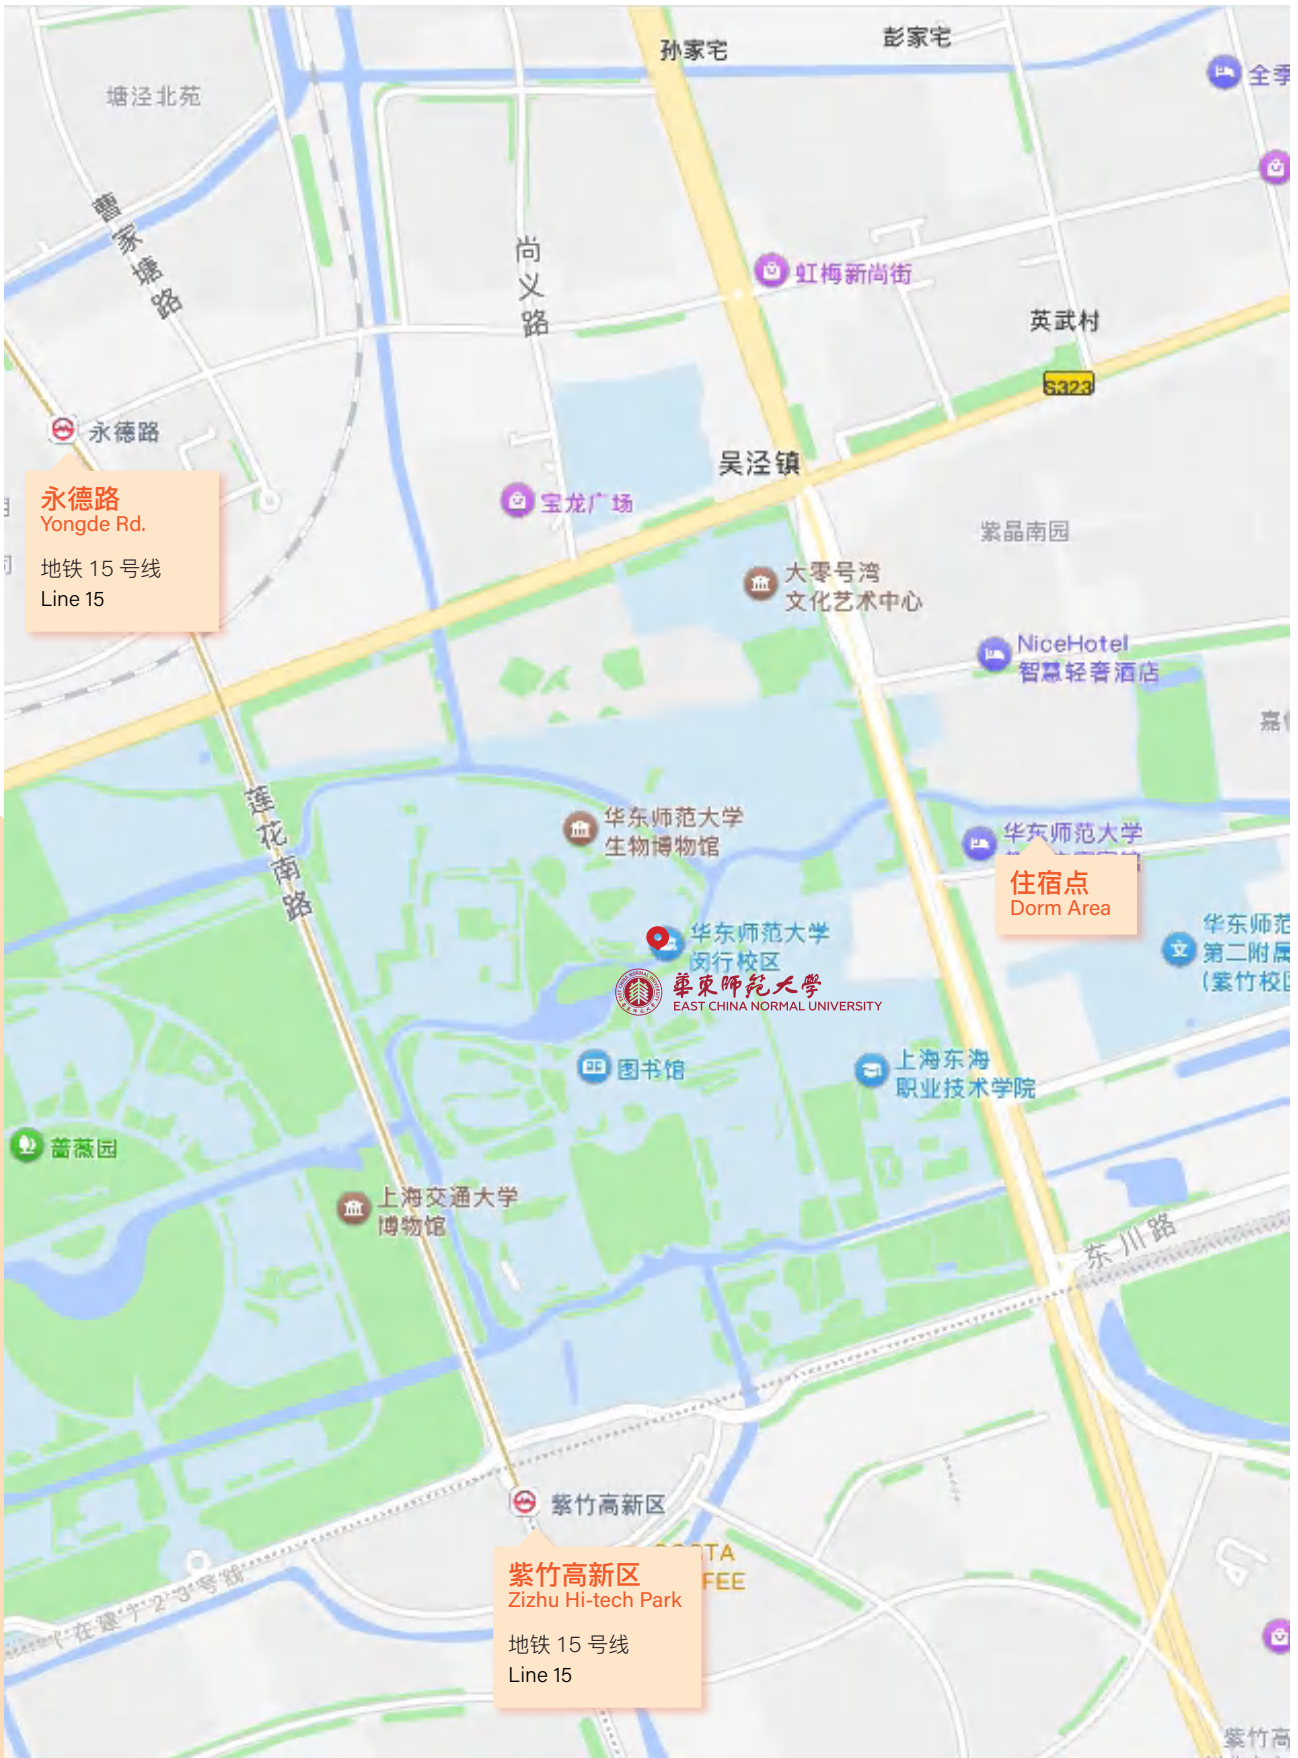 孙家宅
彭家宅
全季
塘泾北苑
曹家塘路
尚义路
虹梅新尚街
英武村
S323
永德路
永德路
Yongde Rd.
地铁 15 号线
Line 15
吴泾镇
宝龙广场
紫晶南园
大零号湾
文化艺术中心
NiceHotel
智慧轻奢酒店
莲花南路
华东师范大学
生物博物馆
华东师范大学
住宿点
Dorm Area
华东师范大学
闵行校区
華東師範大學
EAST CHINA NORMAL UNIVERSITY
华东师范
第二附属
(紫竹校区
图书馆
上海东海
职业技术学院
蔷薇园
上海交通大学
博物馆
东川路
紫竹高新区
紫竹高新区
Zizhu Hi-tech Park
地铁 15 号线
Line 15
TA
FEE
(在建)23号线
紫竹高